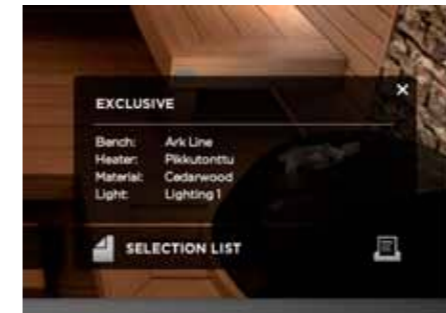 EXCLUSIVE
Bench: Ark Line
Heater: Pikkutonttu
Material: Cedarwood
Light: Lighting 1
SELECTION LIST